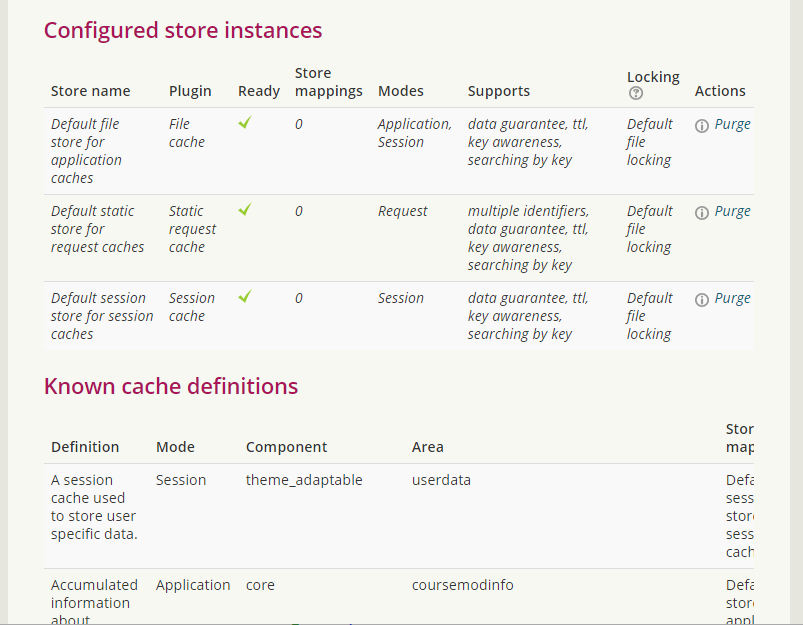 Configured store instances
Store name Plugin Ready Store mappings Modes Supports Locking Actions
Default file store for application caches File cache 0 Application, Session data guarantee, ttl, key awareness, searching by key Default file locking Purge
Default static store for request caches Static request cache 0 Request multiple identifiers, data guarantee, ttl, key awareness, searching by key Default file locking Purge
Default session store for session caches Session cache 0 Session data guarantee, ttl, key awareness, searching by key Default file locking Purge
Known cache definitions
Definition Mode Component Area Stor map
A session cache used to store user specific data. Session theme_adaptable userdata Defa sess stor sess cach
Accumulated information about Application core coursemodinfo Defa stor appl